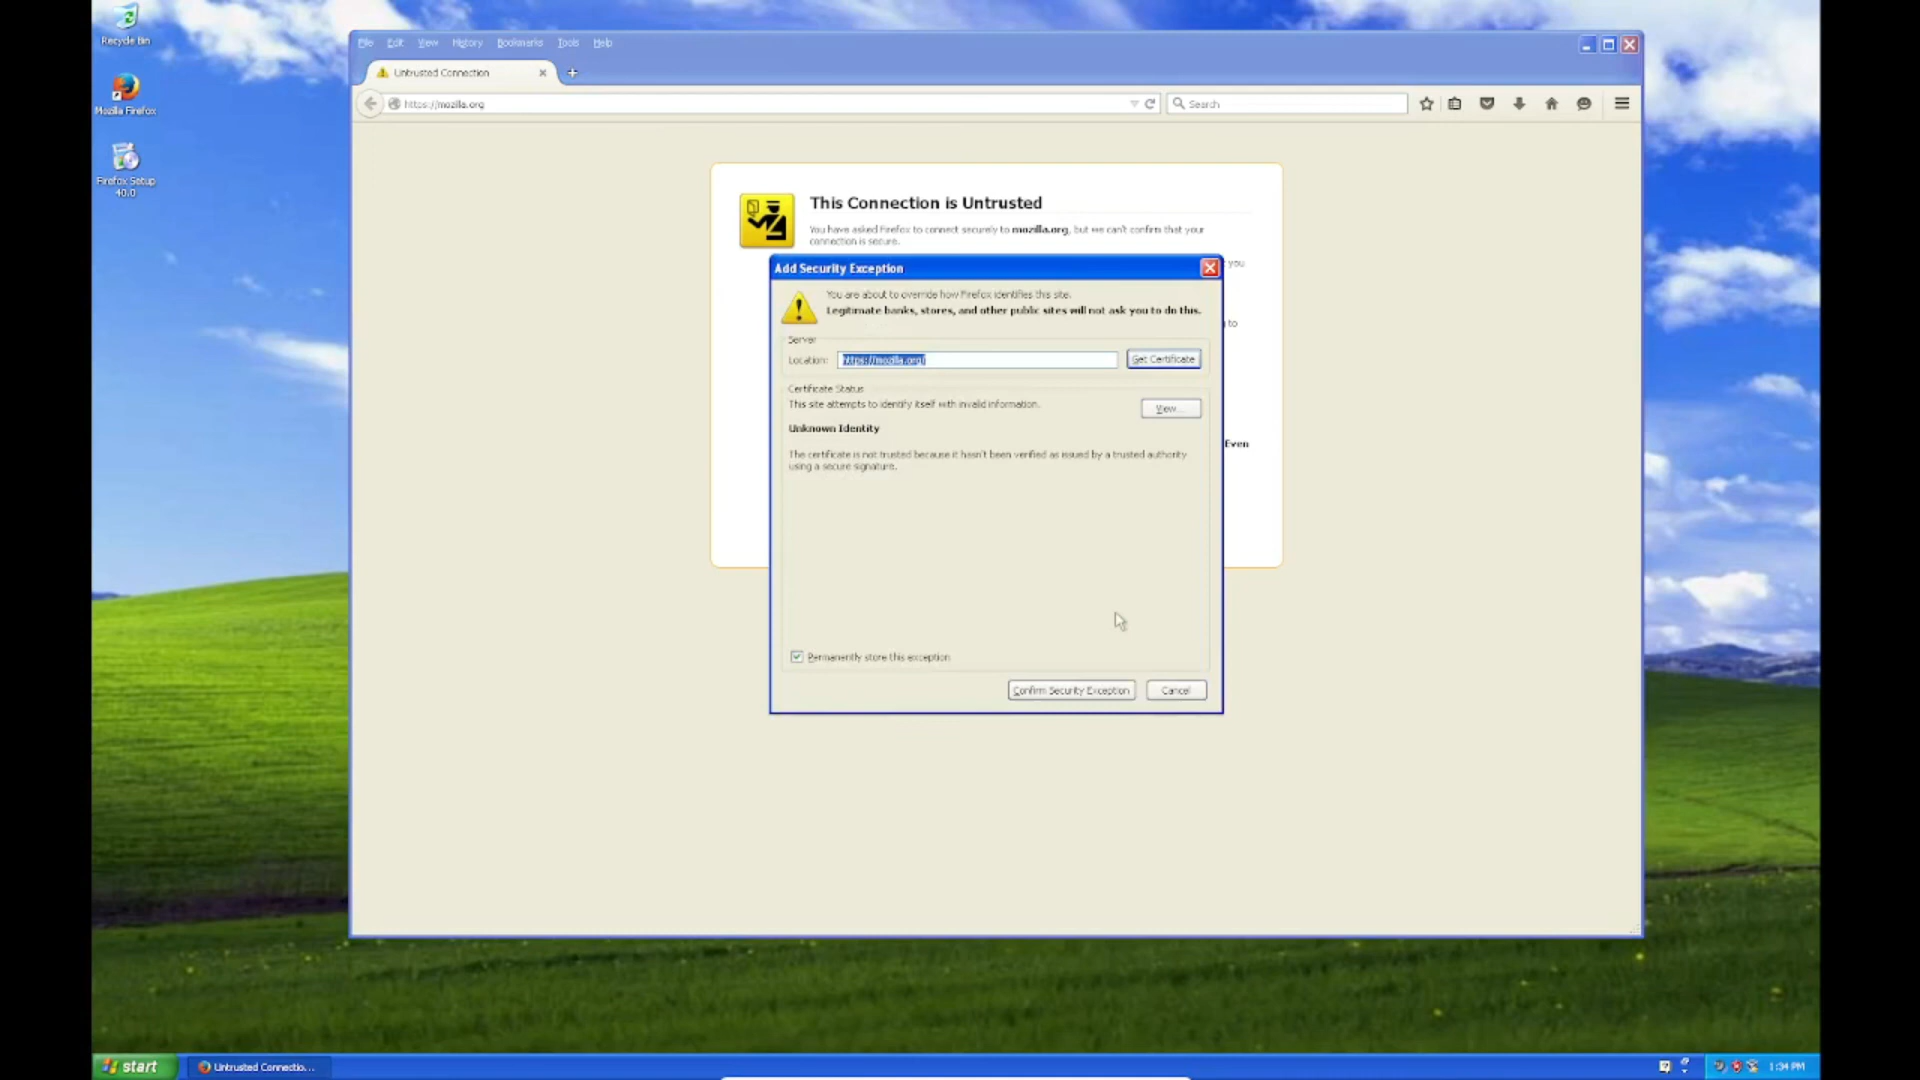 Recycle Bin
Mozilla Firefox
Firefox Setup
40.0
File Edit View History Bookmarks Tools Help
Untrusted Connection
https://mozilla.org
Search
This Connection is Untrusted
You have asked Firefox to connect securely to mozilla.org, but we can't confirm that your
connection is secure.
you
to
Even
Add Security Exception
You are about to override how Firefox identifies this site.
Legitimate banks, stores, and other public sites will not ask you to do this.
Server
Location: https://mozilla.org/ Get Certificate
Certificate Status
This site attempts to identify itself with invalid information.
View...
Unknown Identity
The certificate is not trusted because it hasn't been verified as issued by a trusted authority
using a secure signature.
Permanently store this exception
Confirm Security Exception Cancel
start
Untrusted Connectio...
1:34 PM